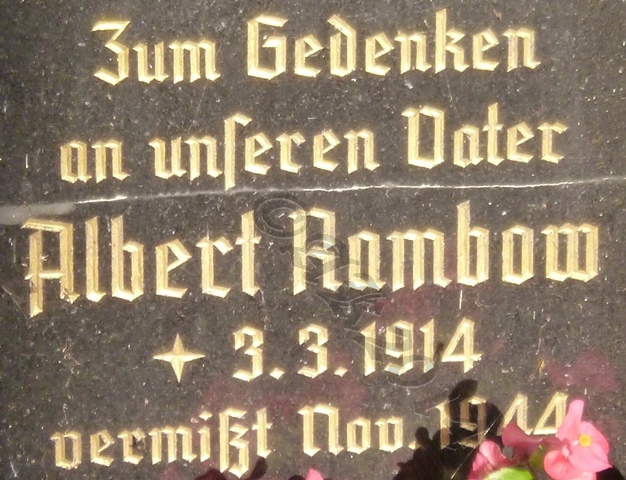 Zum Gedenken
an unseren Vater
Albert Rambow
✦ 3.3.1914
vermißt Nov. 1944